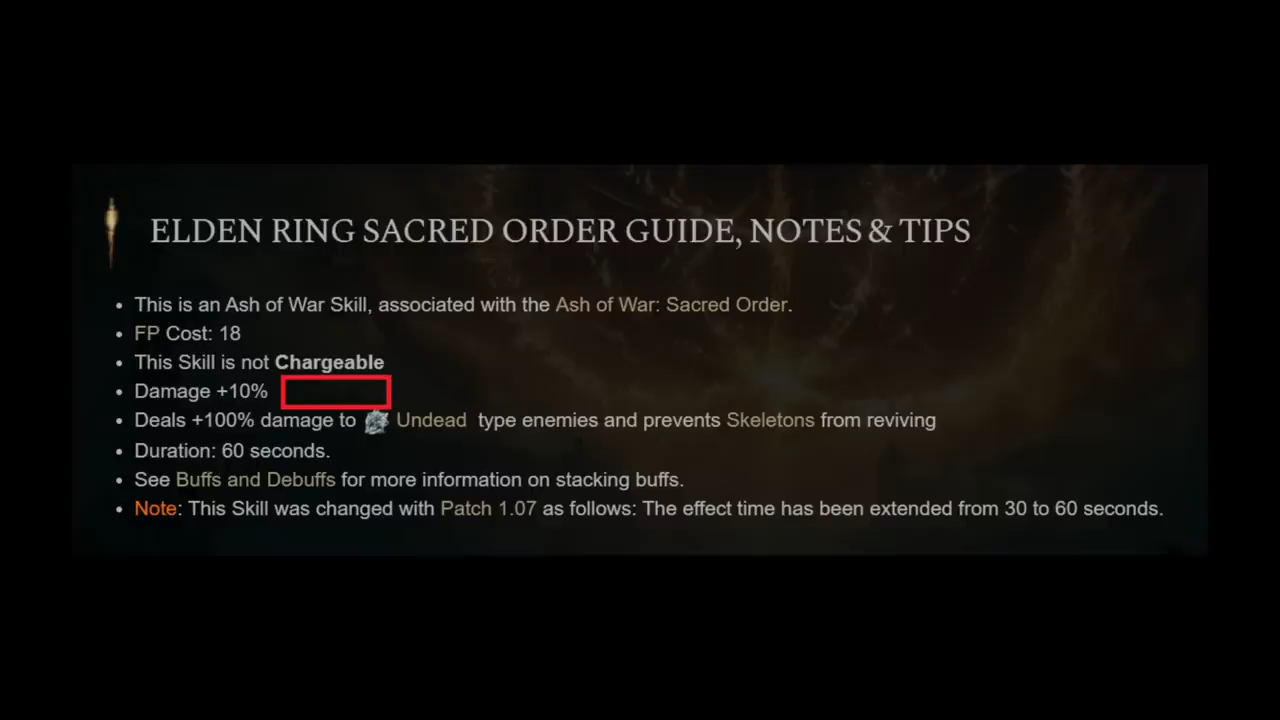 ELDEN RING SACRED ORDER GUIDE, NOTES & TIPS
• This is an Ash of War Skill, associated with the Ash of War: Sacred Order.
• FP Cost: 18
• This Skill is not Chargeable
• Damage +10%
• Deals +100% damage to Undead type enemies and prevents Skeletons from reviving
• Duration: 60 seconds.
• See Buffs and Debuffs for more information on stacking buffs.
• Note: This Skill was changed with Patch 1.07 as follows: The effect time has been extended from 30 to 60 seconds.